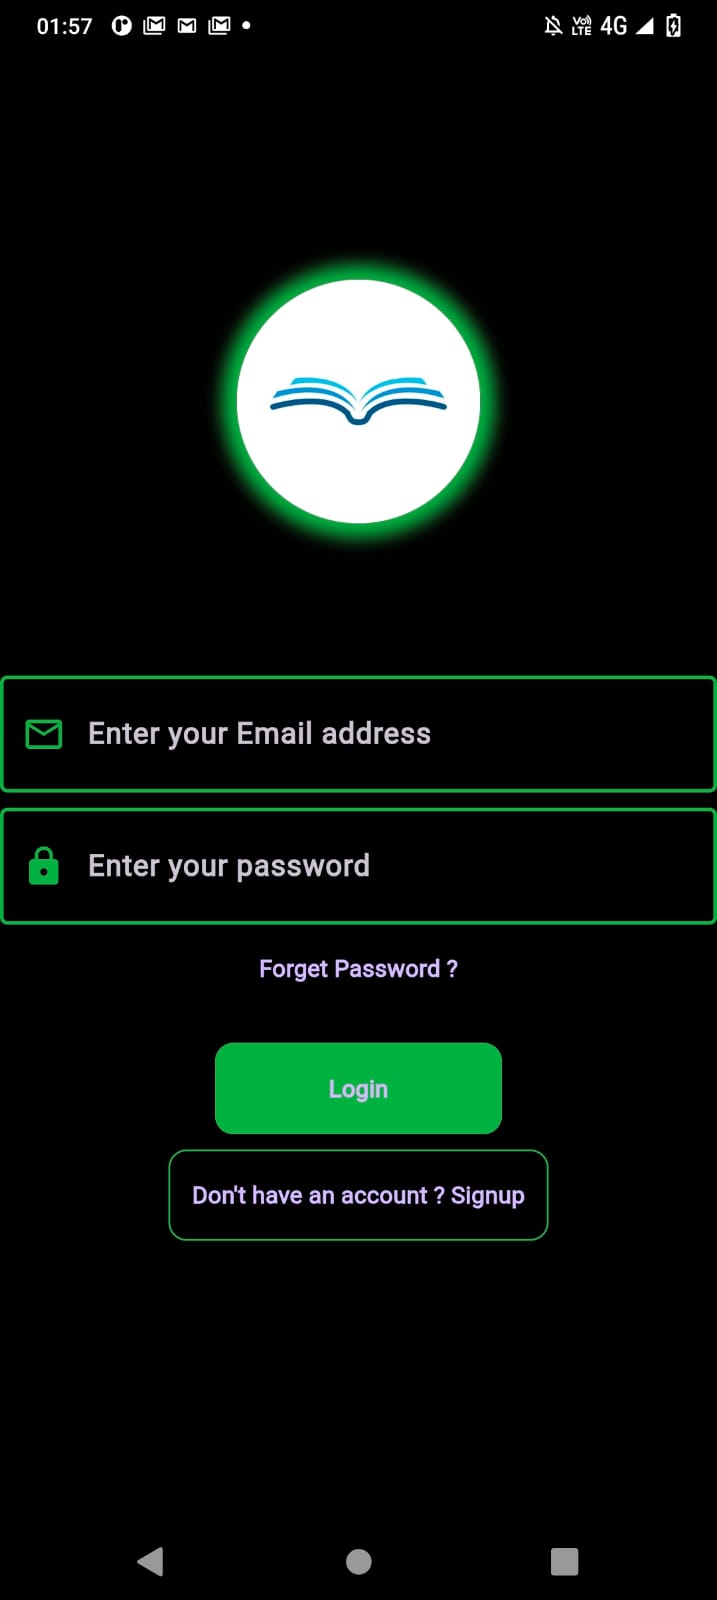 01:57 Vo) LTE 4G
Enter your Email address
Enter your password
Forget Password ?
Login
Don't have an account ? Signup